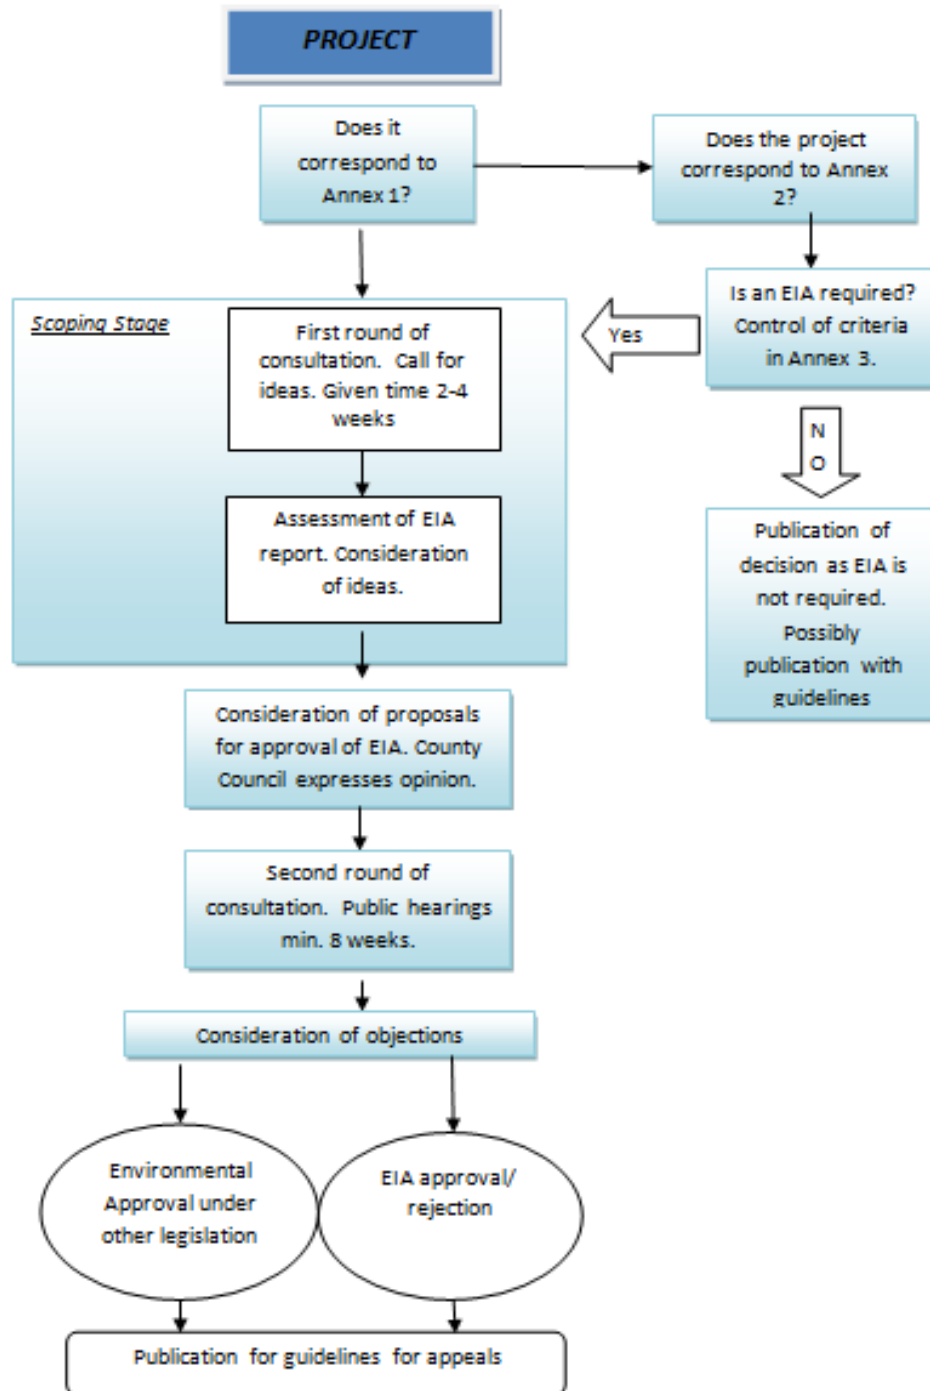 PROJECT
Does it
correspond to
Annex 1?
Does the project
correspond to Annex
2?
Scoping Stage
First round of
consultation. Call for
ideas. Given time 2-4
weeks
Yes
Is an EIA required?
Control of criteria
in Annex 3.
N
O
Assessment of EIA
report. Consideration
of ideas.
Publication of
decision as EIA is
not required.
Possibly
publication with
guidelines
Consideration of proposals
for approval of EIA. County
Council expresses opinion.
Second round of
consultation. Public hearings
min. 8 weeks.
Consideration of objections
Environmental
Approval under
other legislation
EIA approval/
rejection
Publication for guidelines for appeals